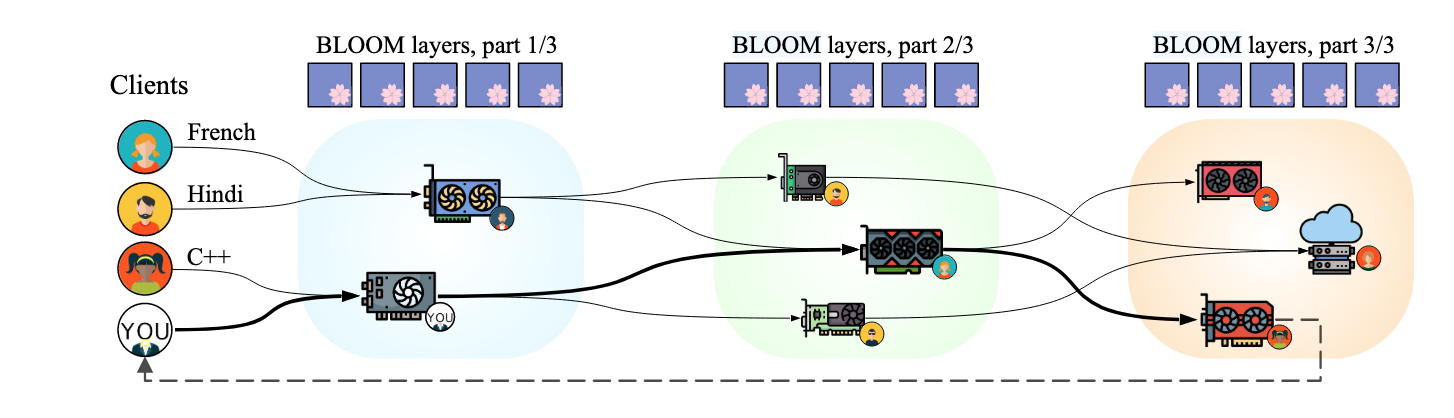 BLOOM layers, part 1/3
BLOOM layers, part 2/3
BLOOM layers, part 3/3
Clients
French
Hindi
C++
YOU
YOU